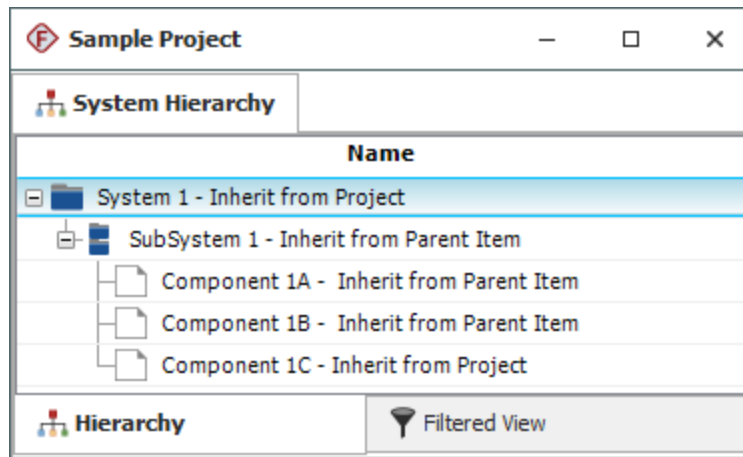 F Sample Project
System Hierarchy
Name
System 1 - Inherit from Project
SubSystem 1 - Inherit from Parent Item
Component 1A -  Inherit from Parent Item
Component 1B -  Inherit from Parent Item
Component 1C - Inherit from Project
Hierarchy Filtered View